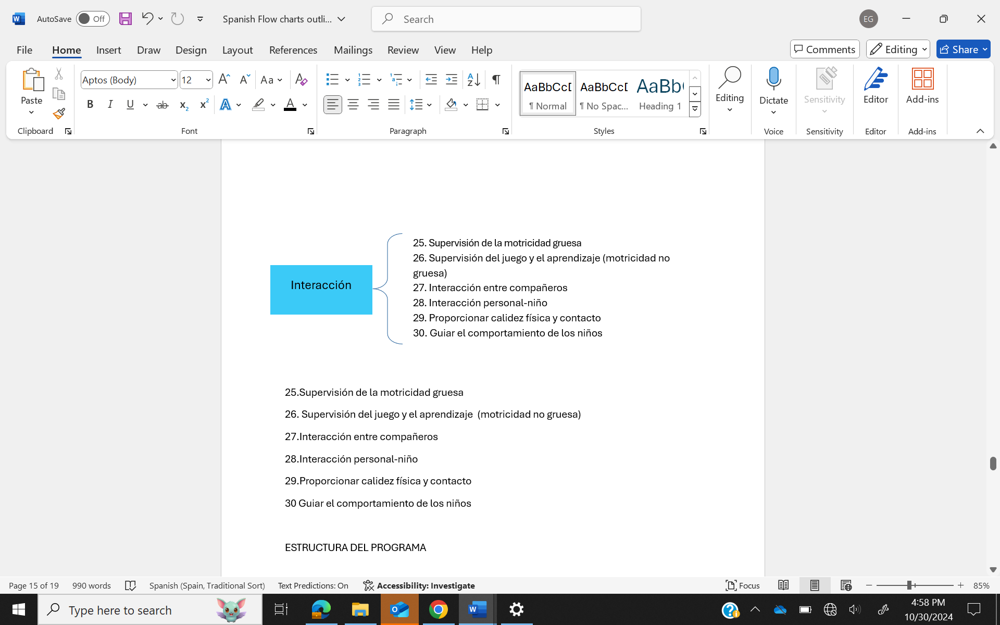 AutoSave Off Spanish Flow charts outli... Search EG
File Home Insert Draw Design Layout References Mailings Review View Help Comments Editing Share
Paste
Aptos (Body) 12 Aa
B I U ab x₂ x² A A
AaBbCcD AaBbCcD AaBb(
¶ Normal ¶ No Spac... Heading 1
Editing Dictate Sensitivity Editor Add-ins
Clipboard Font Paragraph Styles Voice Sensitivity Editor Add-ins
Interacción
25. Supervisión de la motricidad gruesa
26. Supervisión del juego y el aprendizaje (motricidad no
gruesa)
27. Interacción entre compañeros
28. Interacción personal-niño
29. Proporcionar calidez física y contacto
30. Guiar el comportamiento de los niños
25.Supervisión de la motricidad gruesa
26. Supervisión del juego y el aprendizaje  (motricidad no gruesa)
27.Interacción entre compañeros
28.Interacción personal-niño
29.Proporcionar calidez física y contacto
30 Guiar el comportamiento de los niños
ESTRUCTURA DEL PROGRAMA
Page 15 of 19 990 words Spanish (Spain, Traditional Sort) Text Predictions: On Accessibility: Investigate Focus 85%
Type here to search
4:58 PM
10/30/2024